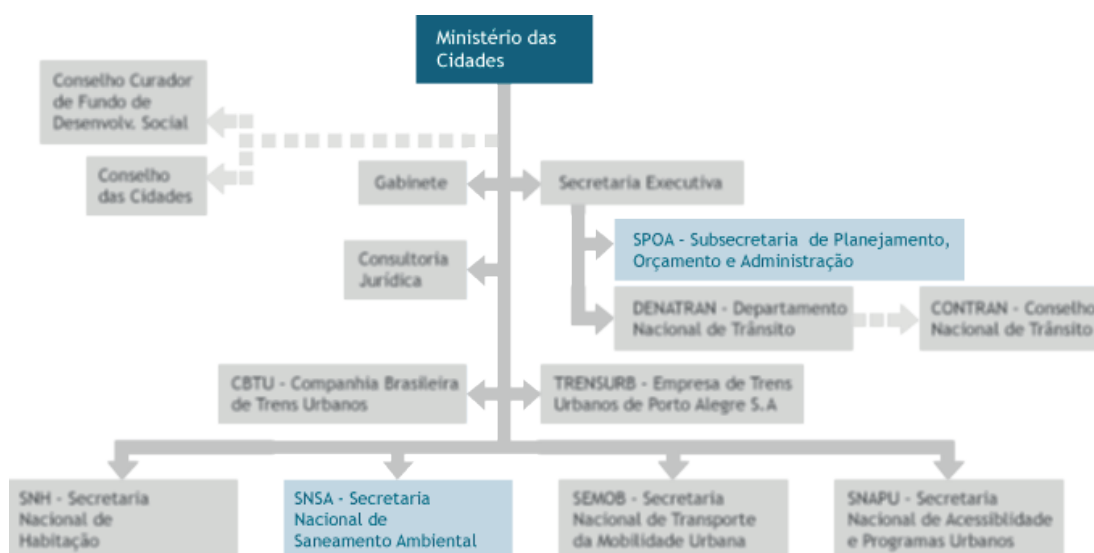 Ministério das
Cidades
Conselho Curador
de Fundo de
Desenvolv. Social
Conselho
das Cidades
Gabinete
Secretaria Executiva
SPOA - Subsecretaria de Planejamento,
Orçamento e Administração
Consultoria
Jurídica
DENATRAN - Departamento
Nacional de Trânsito
CONTRAN - Conselho
Nacional de Trânsito
CBTU - Companhia Brasileira
de Trens Urbanos
TRENSURB - Empresa de Trens
Urbanos de Porto Alegre S.A
SNH - Secretaria
Nacional de
Habitação
SNSA - Secretaria
Nacional de
Saneamento Ambiental
SEMOB - Secretaria
Nacional de Transporte
da Mobilidade Urbana
SNAPU - Secretaria
Nacional de Acessiblidade
e Programas Urbanos